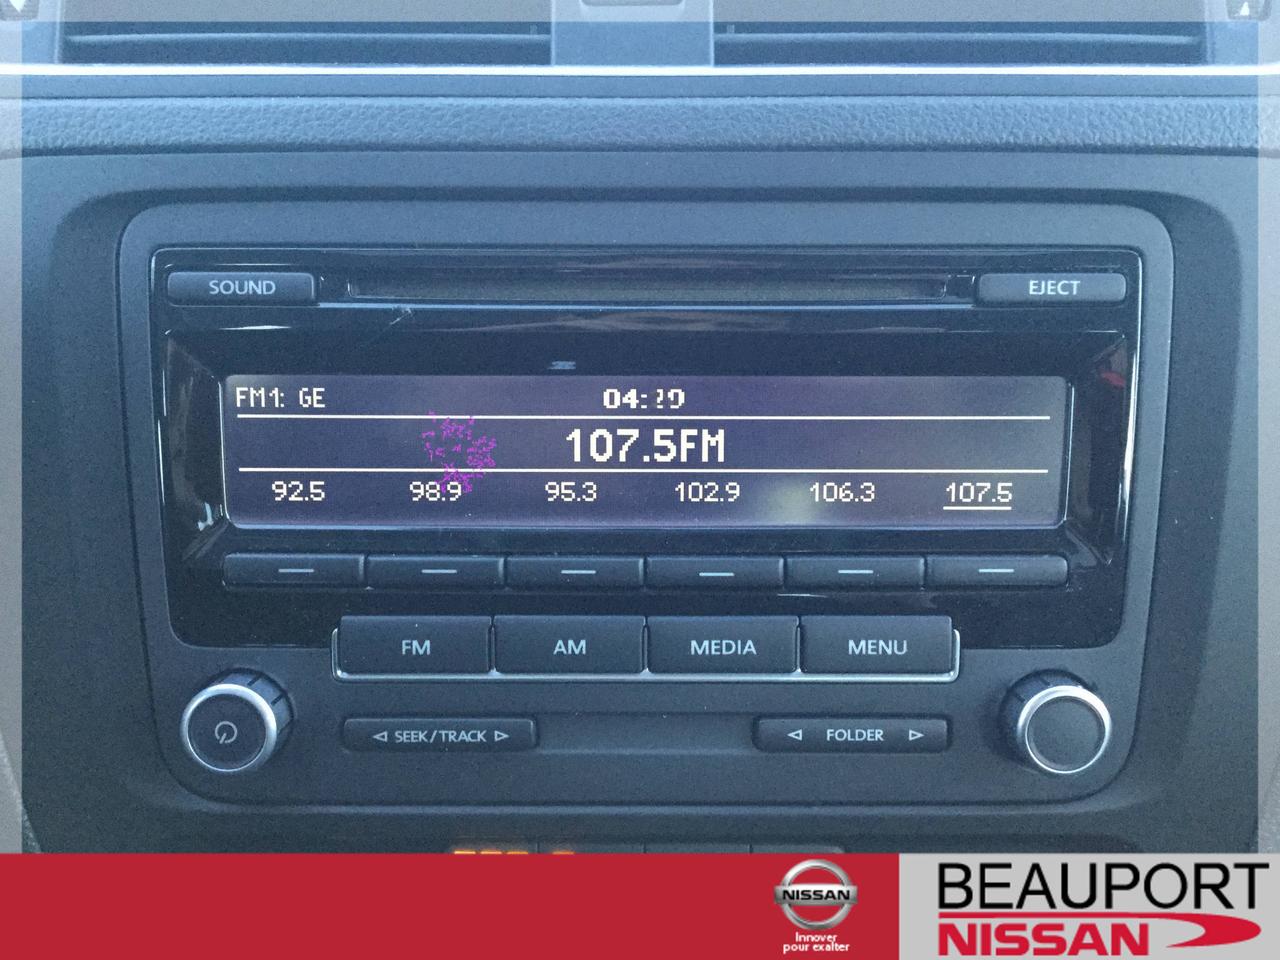 SOUND
EJECT
FM1: GE
107.5FM
92.5 98.9 95.3 102.9 106.3 107.5
FM AM MEDIA MENU
SEEK/TRACK
FOLDER
NISSAN
Innover
pour exalter
BEAUPORT
NISSAN